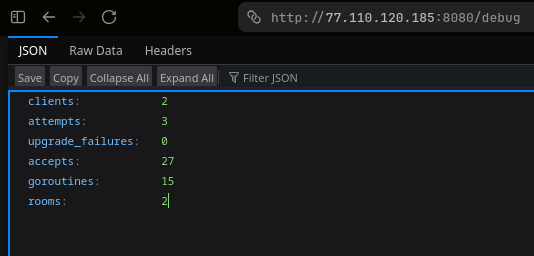 http://77.110.120.185:8080/debug
JSON Raw Data Headers
Save Copy Collapse All Expand All Filter JSON
clients: 2
attempts: 3
upgrade_failures: 0
accepts: 27
goroutines: 15
rooms: 2